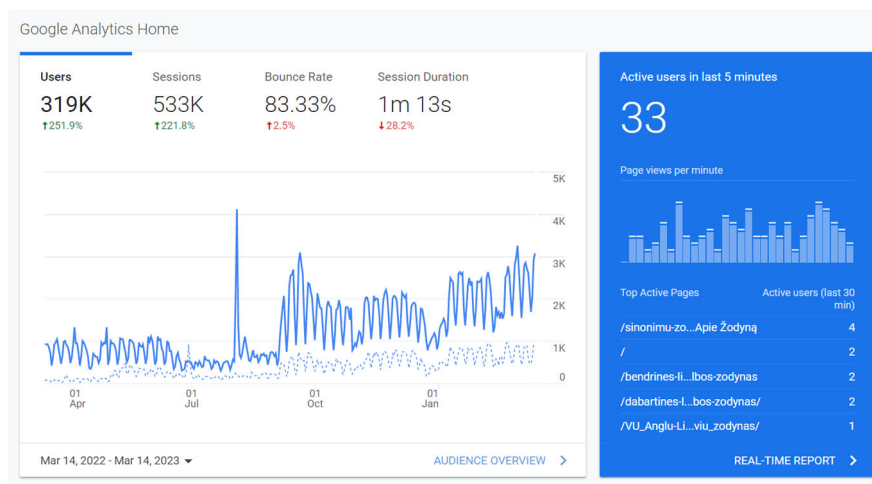 Google Analytics Home
Users Sessions Bounce Rate Session Duration
319K 533K 83.33% 1m 13s
↑251.9% ↑221.8% ↑2.5% ↓28.2%
5K
4K
3K
2K
1K
0
01 01 01 01
Apr Jul Oct Jan
Mar 14, 2022 - Mar 14, 2023
AUDIENCE OVERVIEW
Active users in last 5 minutes
33
Page views per minute
Top Active Pages Active users (last 30
min)
/sinonimu-zo...Apie Žodyną 4
/ 2
/bendrines-li...lbos-zodynas 2
/dabartines-l...bos-zodynas/ 2
/VU_Anglu-Li...viu_zodynas/ 1
REAL-TIME REPORT